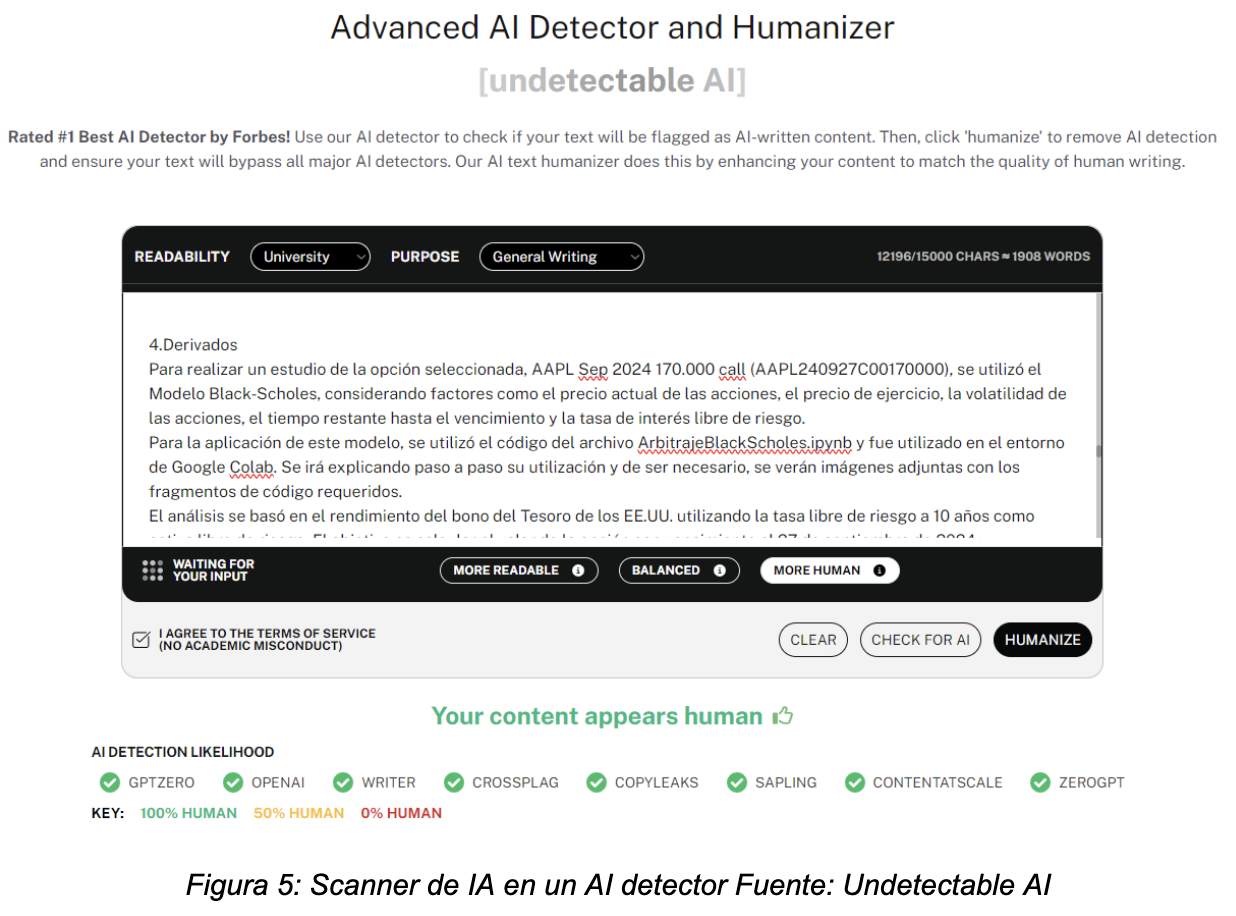 Advanced AI Detector and Humanizer
[undetectable AI]
Rated #1 Best AI Detector by Forbes! Use our AI detector to check if your text will be flagged as AI-written content. Then, click 'humanize' to remove AI detection
and ensure your text will bypass all major AI detectors. Our AI text humanizer does this by enhancing your content to match the quality of human writing.
READABILITY University PURPOSE General Writing 12196/15000 CHARS ≈ 1908 WORDS
4.Derivados
Para realizar un estudio de la opción seleccionada, AAPL Sep 2024 170.000 call (AAPL240927C00170000), se utilizó el
Modelo Black-Scholes, considerando factores como el precio actual de las acciones, el precio de ejercicio, la volatilidad de
las acciones, el tiempo restante hasta el vencimiento y la tasa de interés libre de riesgo.
Para la aplicación de este modelo, se utilizó el código del archivo ArbitrajeBlackScholes.ipynb y fue utilizado en el entorno
de Google Colab. Se irá explicando paso a paso su utilización y de ser necesario, se verán imágenes adjuntas con los
fragmentos de código requeridos.
El análisis se basó en el rendimiento del bono del Tesoro de los EE.UU. utilizando la tasa libre de riesgo a 10 años como
WAITING FOR
YOUR INPUT
MORE READABLE BALANCED MORE HUMAN
I AGREE TO THE TERMS OF SERVICE
(NO ACADEMIC MISCONDUCT)
CLEAR CHECK FOR AI HUMANIZE
Your content appears human
AI DETECTION LIKELIHOOD
GPTZERO OPENAI WRITER CROSSPLAG COPYLEAKS SAPLING CONTENTATSCALE ZEROGPT
KEY: 100% HUMAN 50% HUMAN 0% HUMAN
Figura 5: Scanner de IA en un AI detector Fuente: Undetectable AI